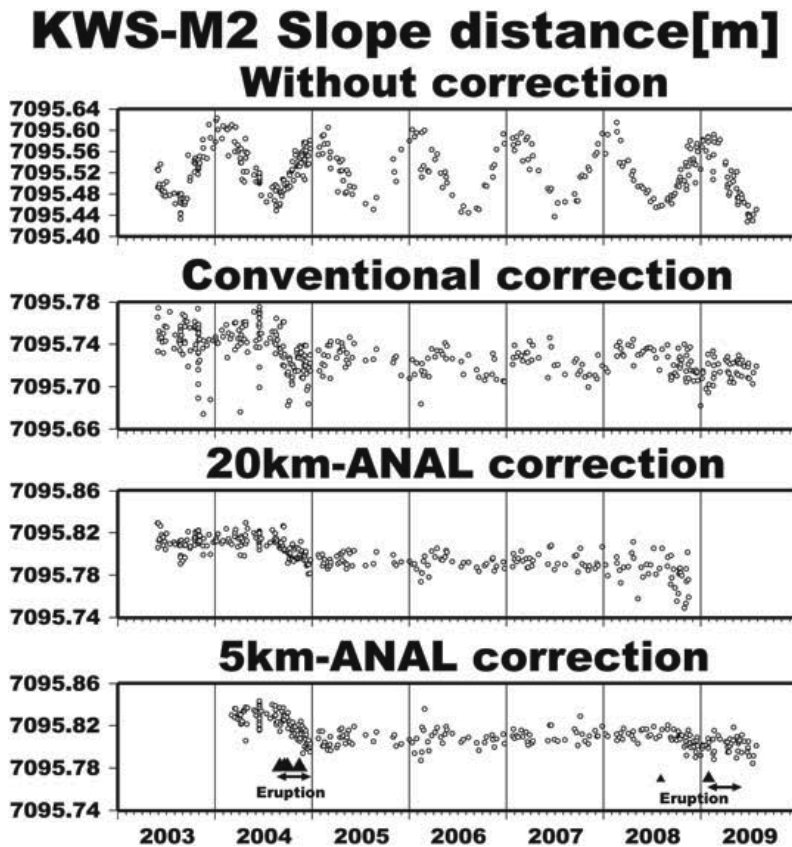 KWS-M2 Slope distance[m]
Without correction
7095.64
7095.60
7095.56
7095.52
7095.48
7095.44
7095.40
Conventional correction
7095.78
7095.74
7095.70
7095.66
20km-ANAL correction
7095.86
7095.82
7095.78
7095.74
5km-ANAL correction
7095.86
7095.82
7095.78
7095.74
Eruption
Eruption
2003 2004 2005 2006 2007 2008 2009